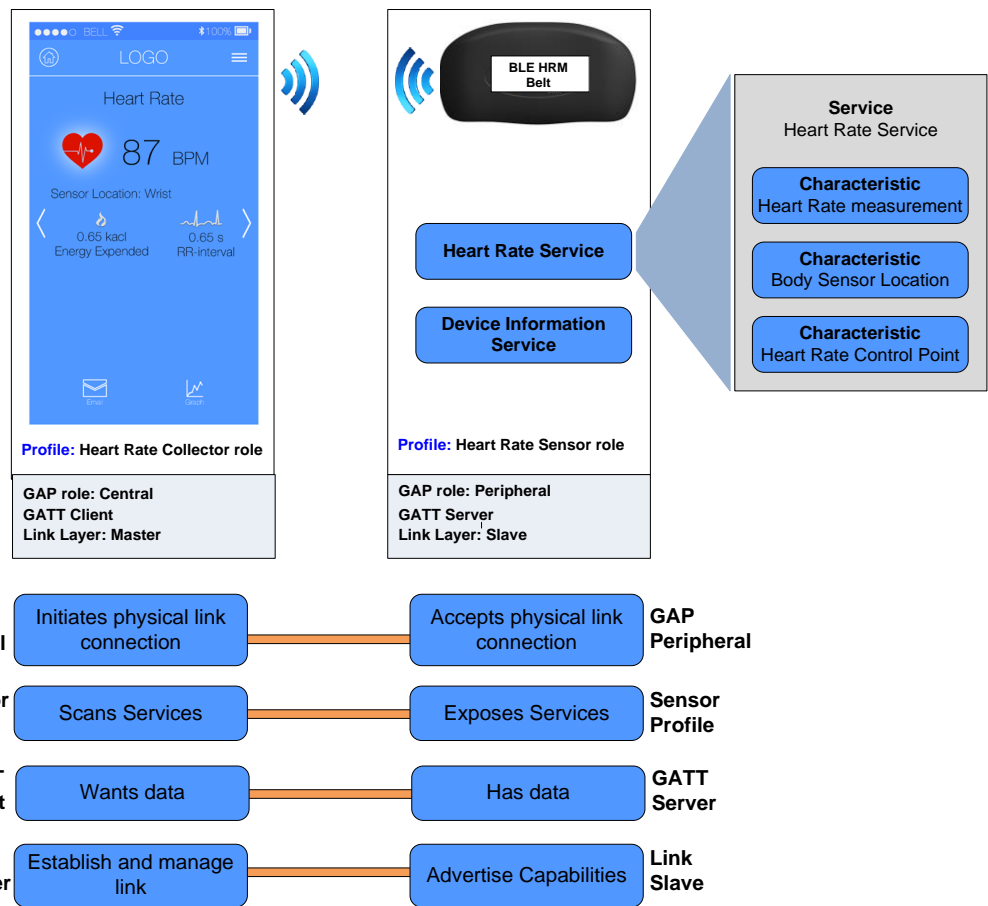 BELL
100%
LOGO
Heart Rate
87 BPM
Sensor Location: Wrist
0.65 kacl
Energy Expended
0.65 s
RR-interval
Email
Graph
Profile: Heart Rate Collector role
GAP role: Central
GATT Client
Link Layer: Master
BLE HRM
Belt
Heart Rate Service
Device Information
Service
Profile: Heart Rate Sensor role
GAP role: Peripheral
GATT Server
Link Layer: Slave
Service
Heart Rate Service
Characteristic
Heart Rate measurement
Characteristic
Body Sensor Location
Characteristic
Heart Rate Control Point
Initiates physical link
connection
Accepts physical link
connection
GAP
Peripheral
Scans Services
Exposes Services
Sensor
Profile
Wants data
Has data
GATT
Server
Establish and manage
link
Advertise Capabilities
Link
Slave